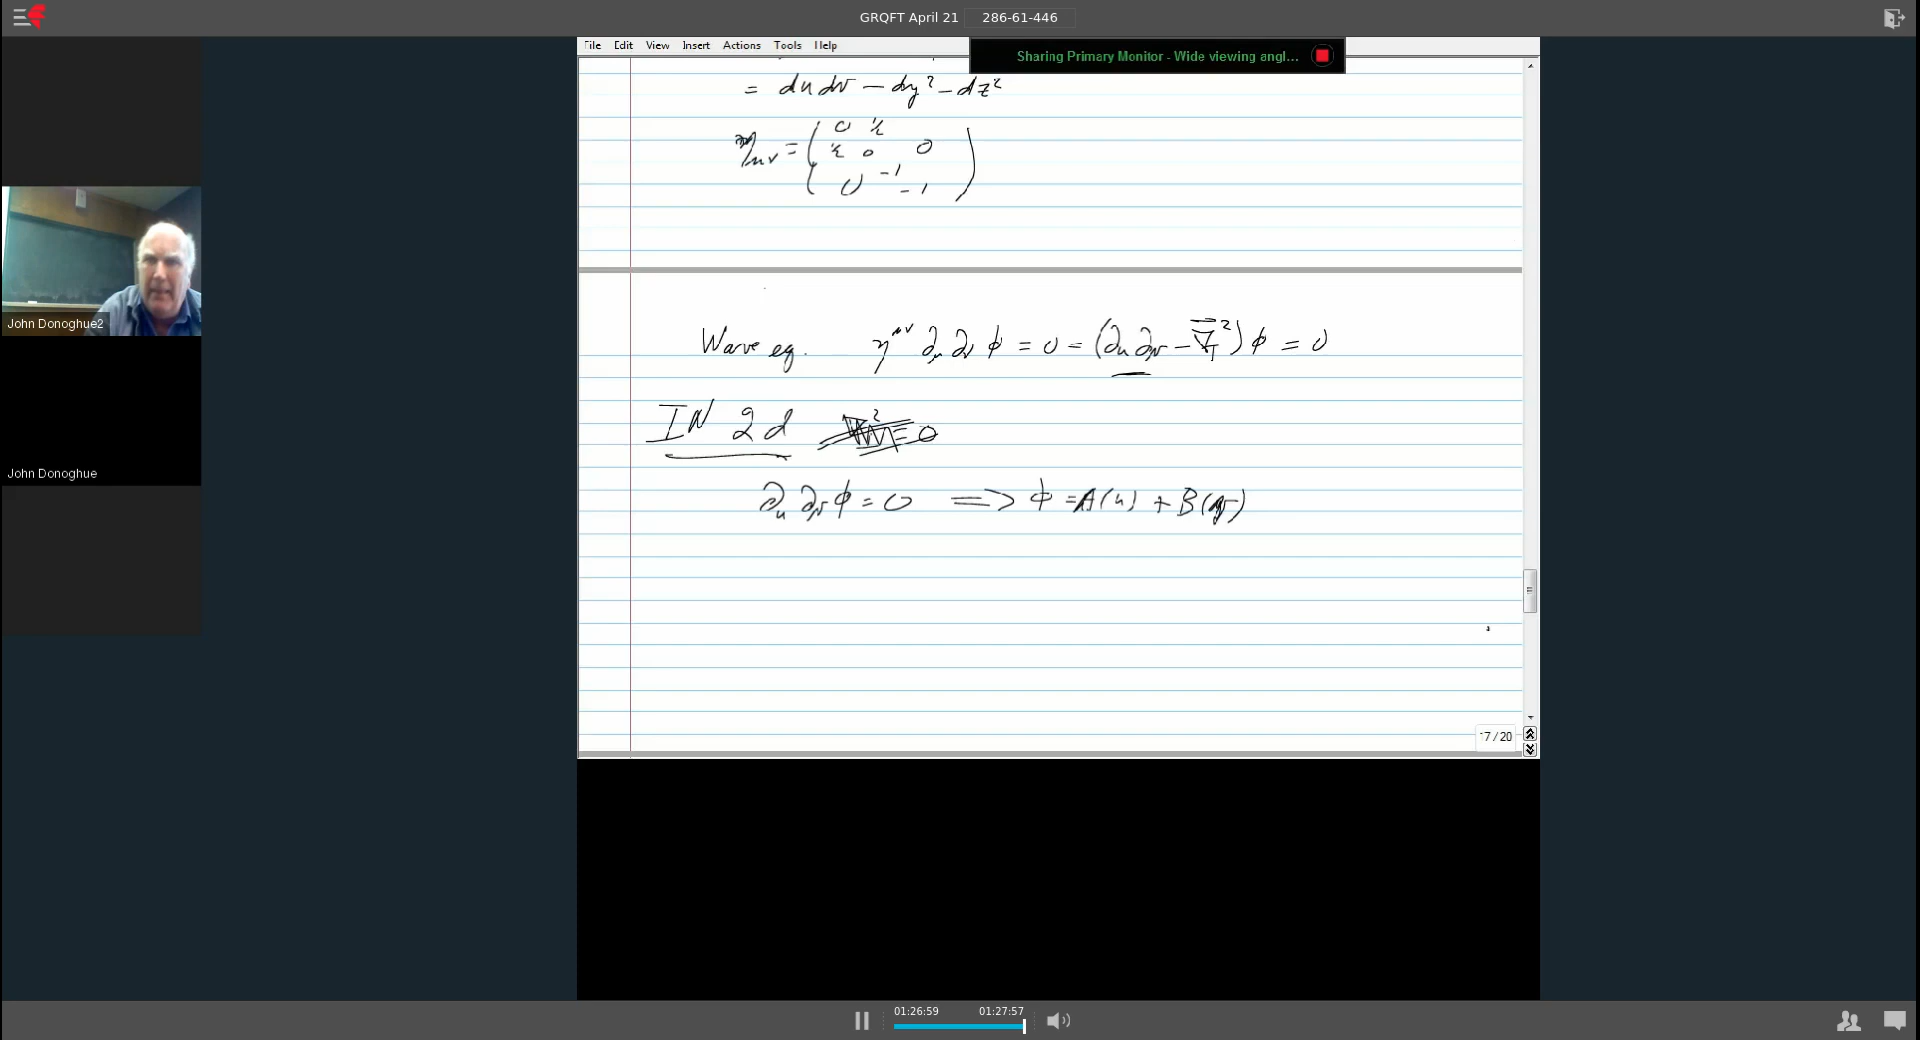 GRQFT April 21 286-61-446
File Edit View Insert Actions Tools Help
Sharing Primary Monitor - Wide viewing angl...
= du dv - dy² - dz²
η_μν = ( 0 ½
½ 0 0
0 -1
-1 )
John Donoghue2
Wave eq. η^μν ∂_μ ∂_ν φ = 0 = (∂_u ∂_v - ∇_T²) φ = 0
IN 2d
John Donoghue
∂_u ∂_v φ = 0 => φ = A(u) + B(v)
17/20
01:26:59 01:27:57